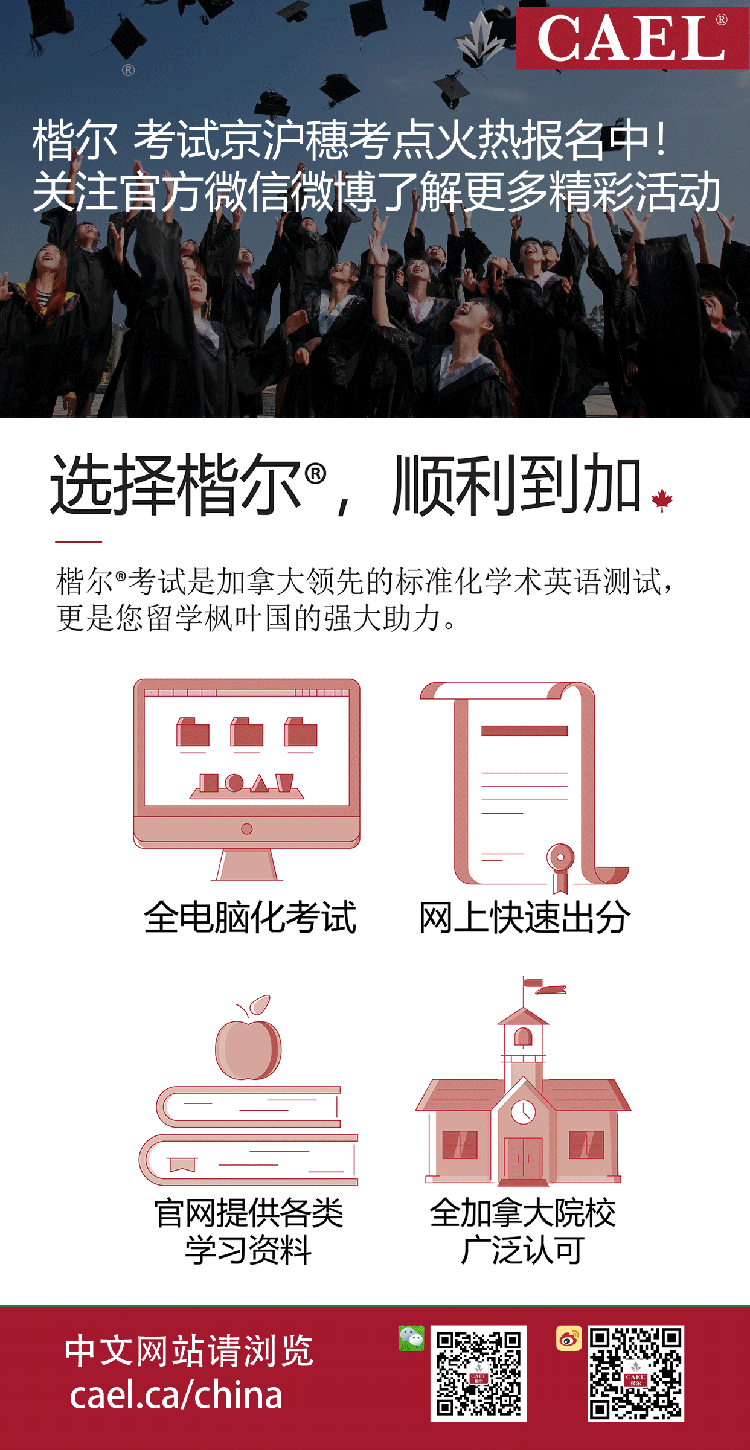 CAEL®
®
楷尔 考试京沪穗考点火热报名中！
关注官方微信微博了解更多精彩活动
选择楷尔®，顺利到加
楷尔®考试是加拿大领先的标准化学术英语测试，
更是您留学枫叶国的强大助力。
全电脑化考试
网上快速出分
官网提供各类
学习资料
全加拿大院校
广泛认可
中文网站请浏览
cael.ca/china
CAEL
楷尔
CAEL
楷尔